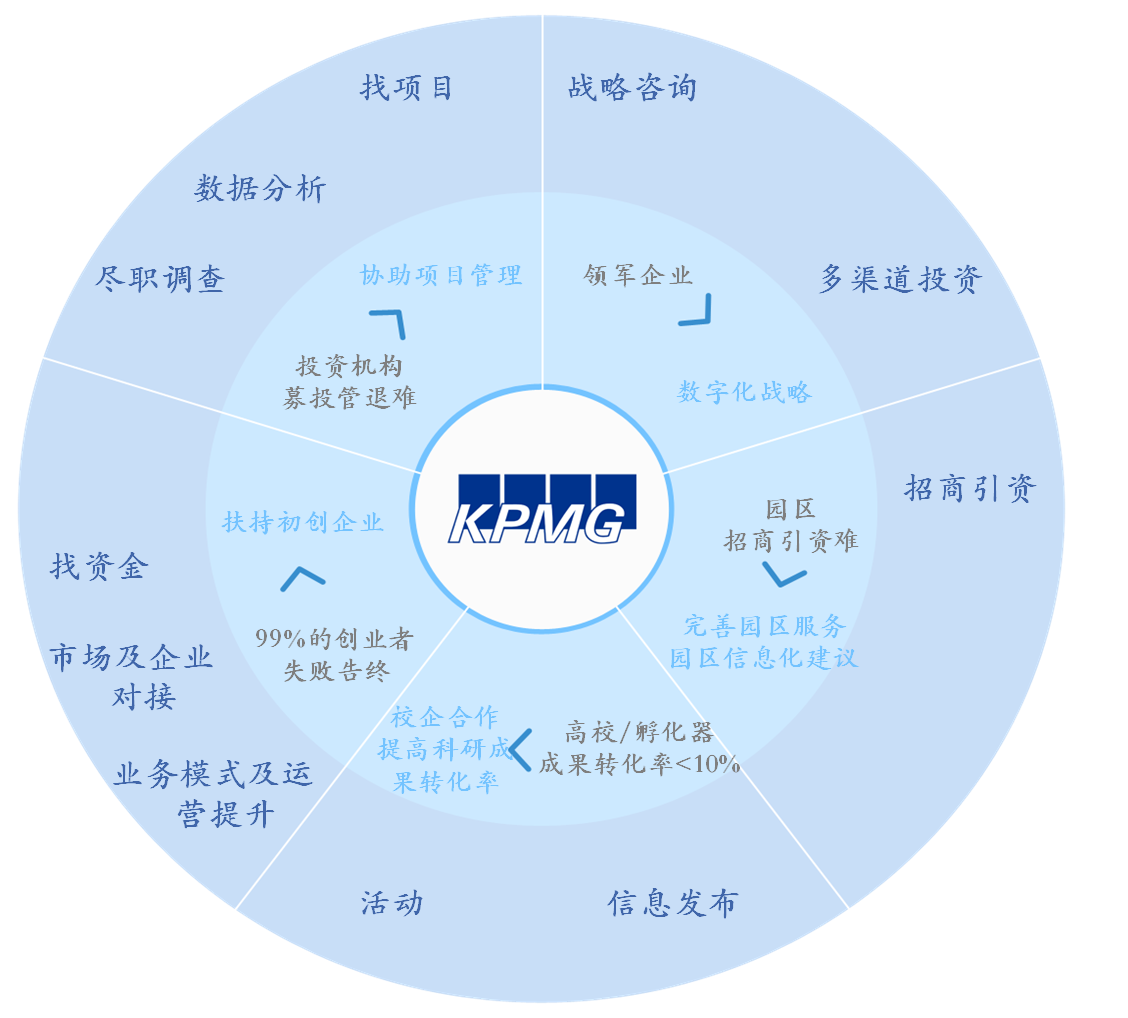 找项目
战略咨询
数据分析
尽职调查
协助项目管理
领军企业
多渠道投资
投资机构
募投管退难
数字化战略
KPMG
招商引资
园区
招商引资难
扶持初创企业
找资金
完善园区服务
园区信息化建议
99%的创业者
失败告终
市场及企业
对接
校企合作
提高科研成
果转化率
高校/孵化器
成果转化率<10%
业务模式及运
营提升
活动
信息发布